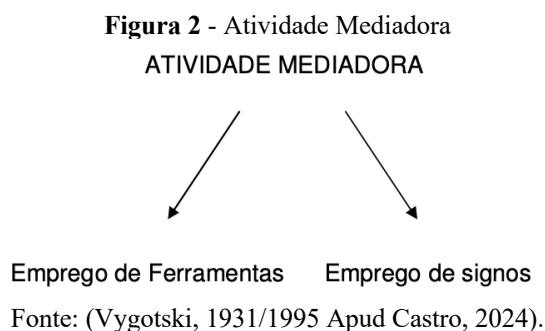 Figura 2 - Atividade Mediadora
ATIVIDADE MEDIADORA
Emprego de Ferramentas Emprego de signos
Fonte: (Vygotski, 1931/1995 Apud Castro, 2024).